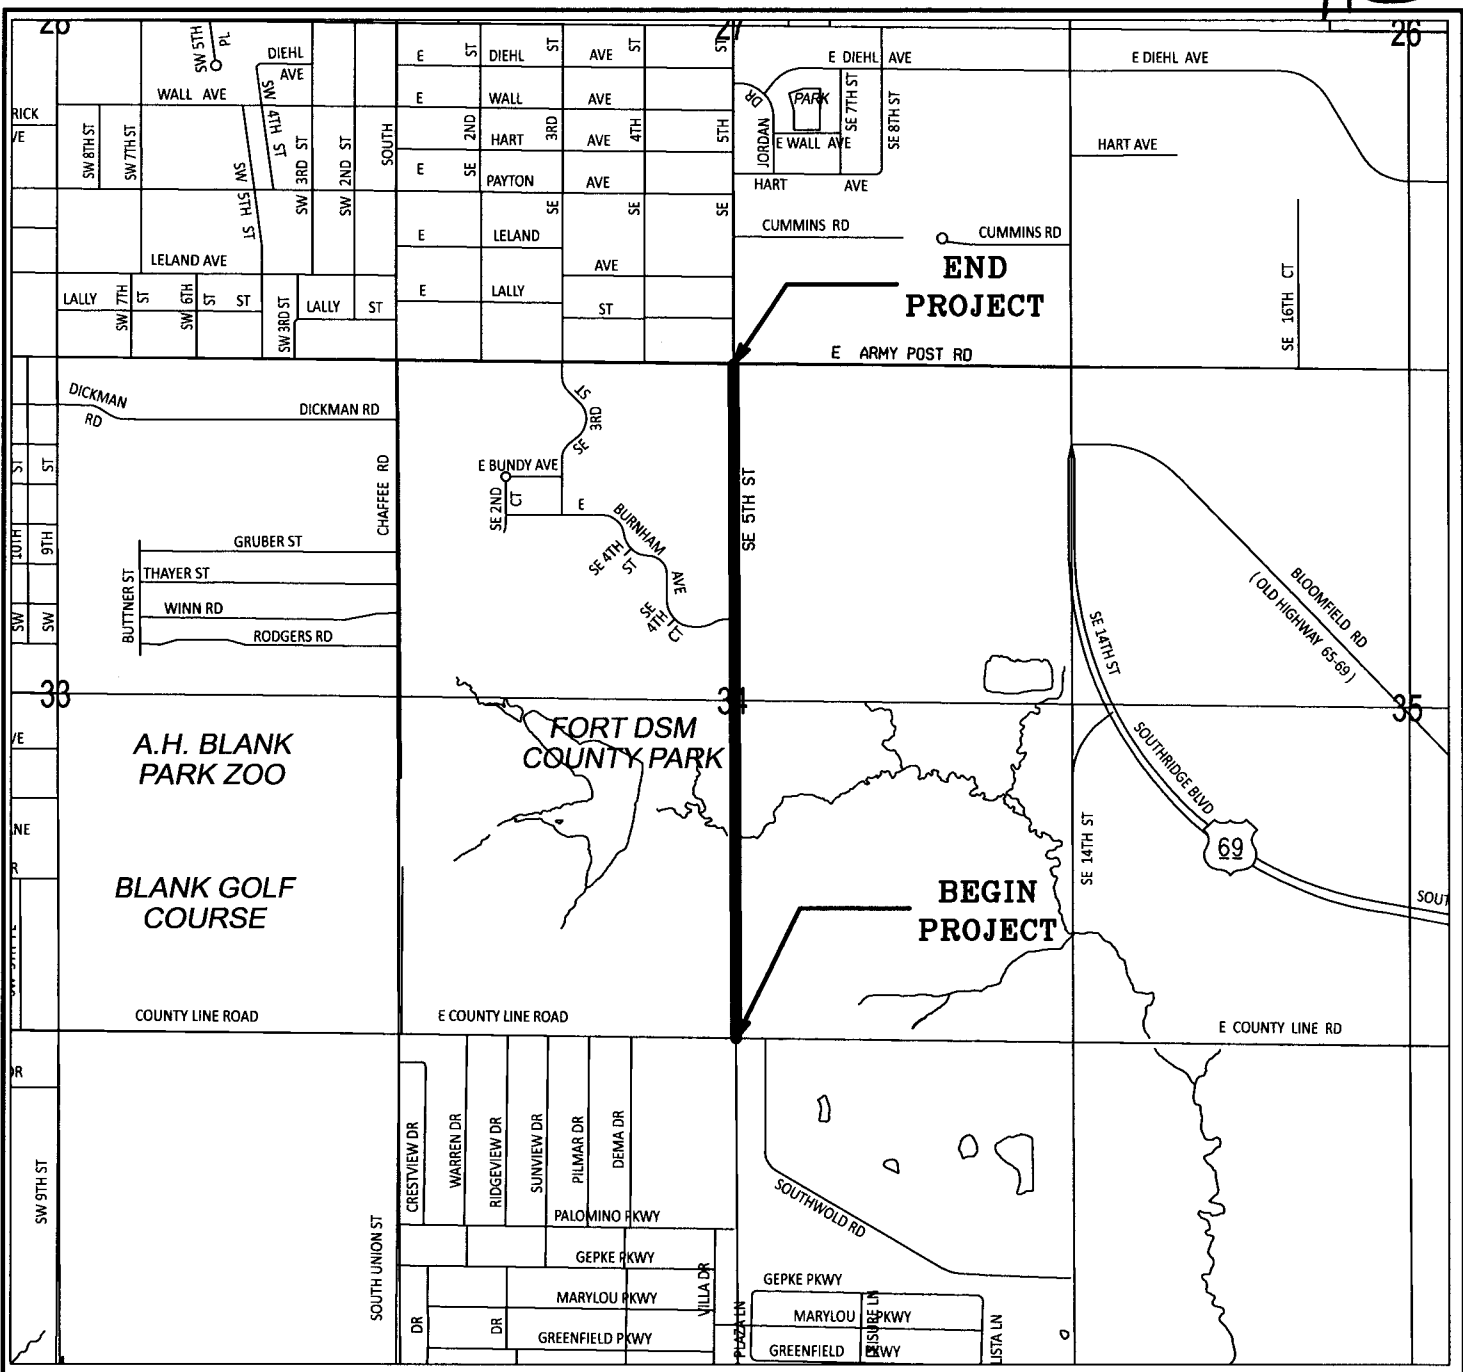 28
27
26
SW 5TH
PL
DIEHL
AVE
WALL AVE
SW 4TH ST
SW 5TH ST
SW 8TH ST
SW 7TH ST
SW 3RD ST
SW 2ND ST
SOUTH
RICK
VE
E
DIEHL
AVE
E
WALL
AVE
HART
AVE
E
PAYTON
AVE
E
LELAND
AVE
E
LALLY
ST
ST
2ND
SE
ST
3RD
SE
ST
4TH
SE
ST
5TH
SE
E DIEHL AVE
E DIEHL AVE
JORDAN
DR
PARK
SE 7TH ST
SE 8TH ST
E WALL AVE
HART AVE
HART AVE
CUMMINS RD
CUMMINS RD
SE 16TH CT
LELAND AVE
LALLY
SW 7TH
ST
SW 6TH
ST
ST
SW 3RD ST
LALLY ST
END
PROJECT
E ARMY POST RD
DICKMAN
RD
DICKMAN RD
CHAFFEE RD
SE
3RD
ST
E BUNDY AVE
SE 2ND
CT
E
BURNHAM
AVE
SE 4TH
ST
SE
4TH
CT
SE 5TH ST
ST
10TH
SW
ST
9TH
SW
BUTTNER ST
GRUBER ST
THAYER ST
WINN RD
RODGERS RD
BLOOMFIELD RD
( OLD HIGHWAY 65-69 )
SE 14TH ST
33
34
35
VE
A.H. BLANK
PARK ZOO
FORT DSM
COUNTY PARK
SOUTHRIDGE BLVD
69
SE 14TH ST
SOUT
NE
R
BLANK GOLF
COURSE
BEGIN
PROJECT
COUNTY LINE ROAD
E COUNTY LINE ROAD
E COUNTY LINE RD
DR
SW 9TH ST
SOUTH UNION ST
CRESTVIEW DR
WARREN DR
RIDGEVIEW DR
SUNVIEW DR
PILMAR DR
DEMA DR
PALOMINO PKWY
SOUTHWOLD RD
GEPKE PKWY
GEPKE PKWY
VILLA DR
PLAZA LN
MARYLOU PKWY
MARYLOU PKWY
LEISURE LN
LISTA LN
DR
DR
GREENFIELD PKWY
GREENFIELD PKWY